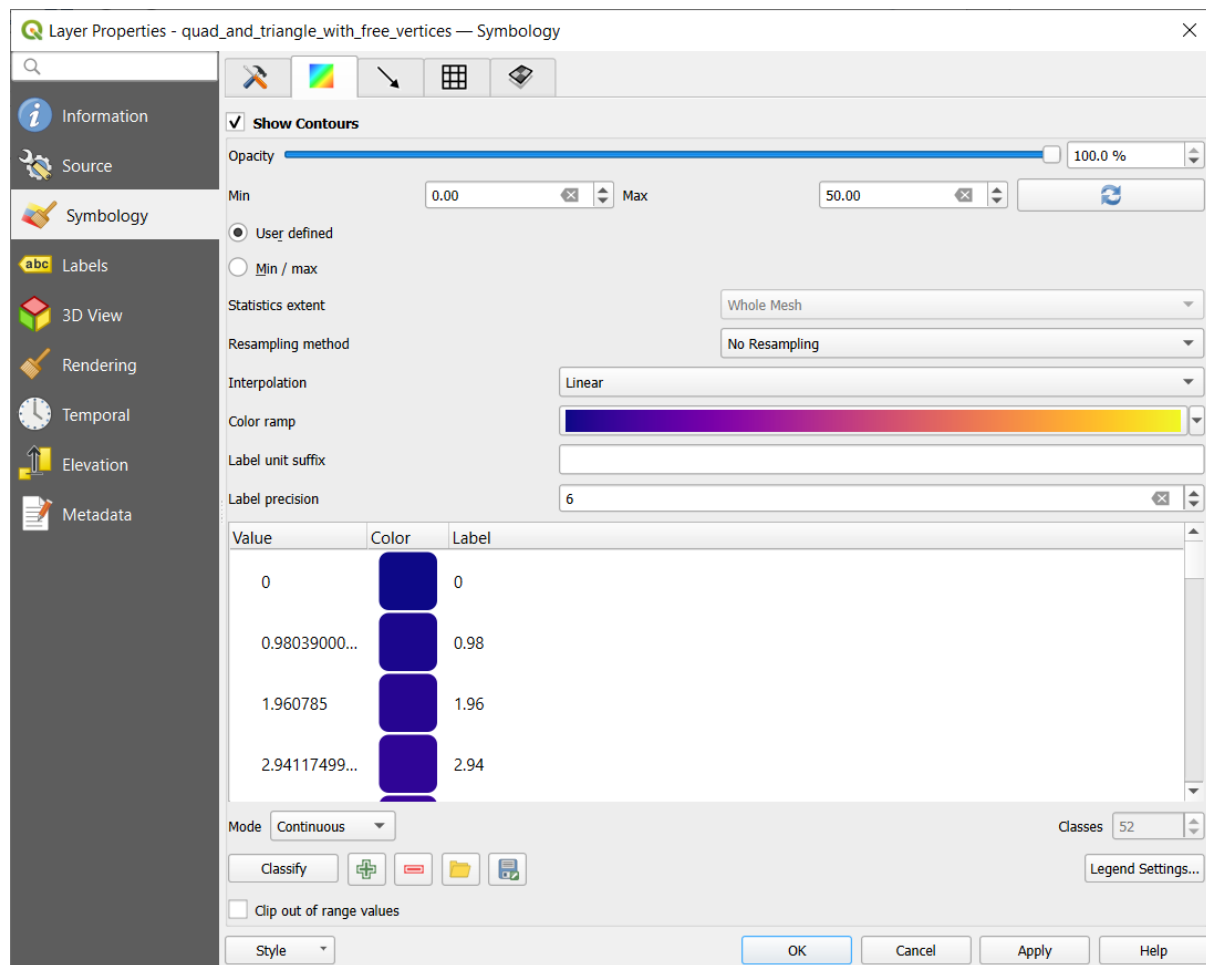 Layer Properties - quad_and_triangle_with_free_vertices — Symbology
Information
Source
Symbology
abc Labels
3D View
Rendering
Temporal
Elevation
Metadata
Show Contours
Opacity 100.0 %
Min 0.00 Max 50.00
User defined
Min / max
Statistics extent Whole Mesh
Resampling method No Resampling
Interpolation Linear
Color ramp
Label unit suffix
Label precision 6
Value Color Label
0 0
0.98039000... 0.98
1.960785 1.96
2.94117499... 2.94
Mode Continuous Classes 52
Classify Legend Settings...
Clip out of range values
Style OK Cancel Apply Help